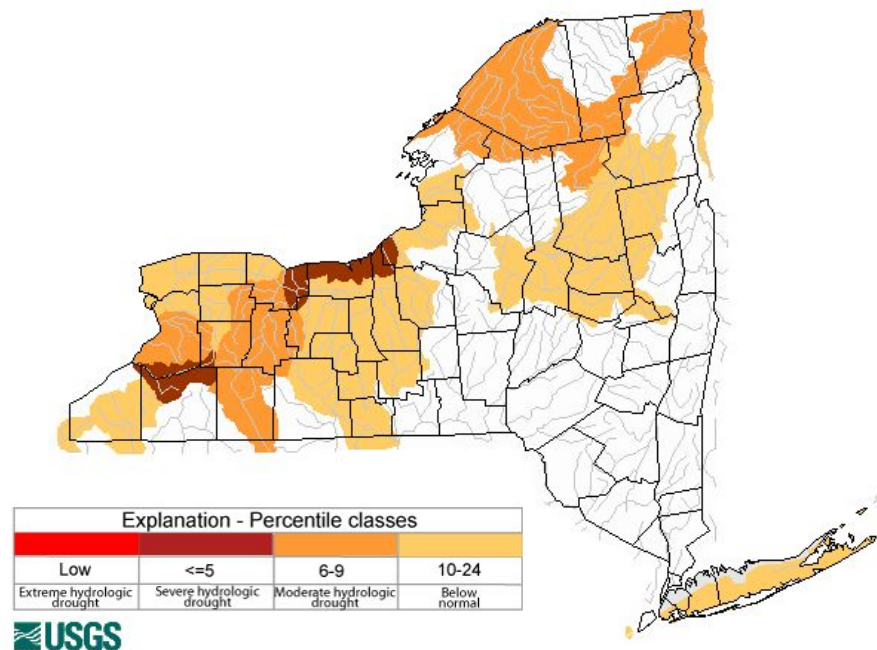 Explanation - Percentile classes
Low
<=5
6-9
10-24
Extreme hydrologic
drought
Severe hydrologic
drought
Moderate hydrologic
drought
Below
normal
USGS